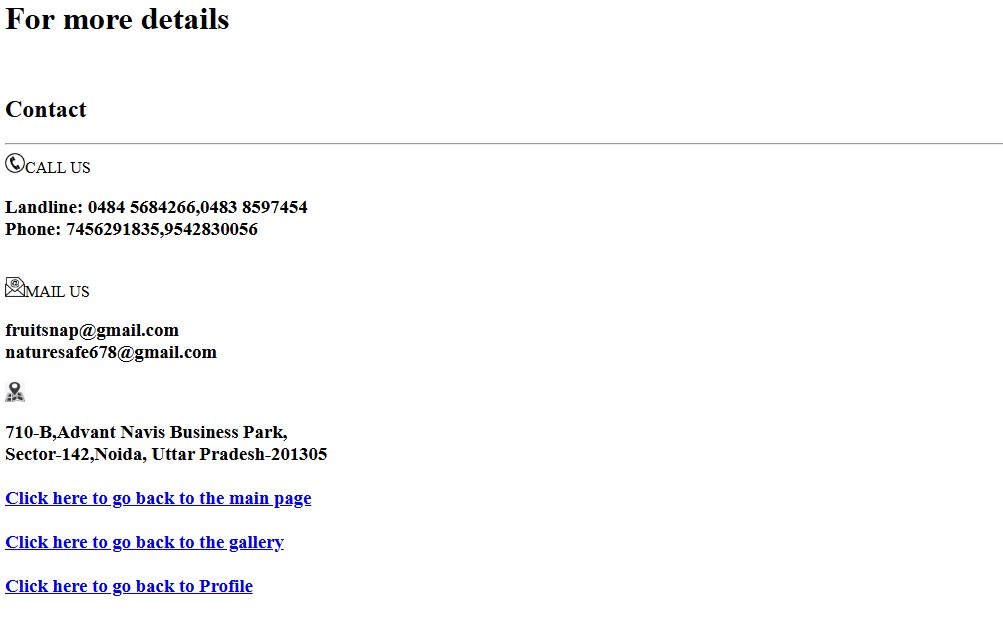 For more details
Contact
CALL US
Landline: 0484 5684266,0483 8597454
Phone: 7456291835,9542830056
MAIL US
fruitsnap@gmail.com
naturesafe678@gmail.com
710-B,Advant Navis Business Park,
Sector-142,Noida, Uttar Pradesh-201305
Click here to go back to the main page
Click here to go back to the gallery
Click here to go back to Profile